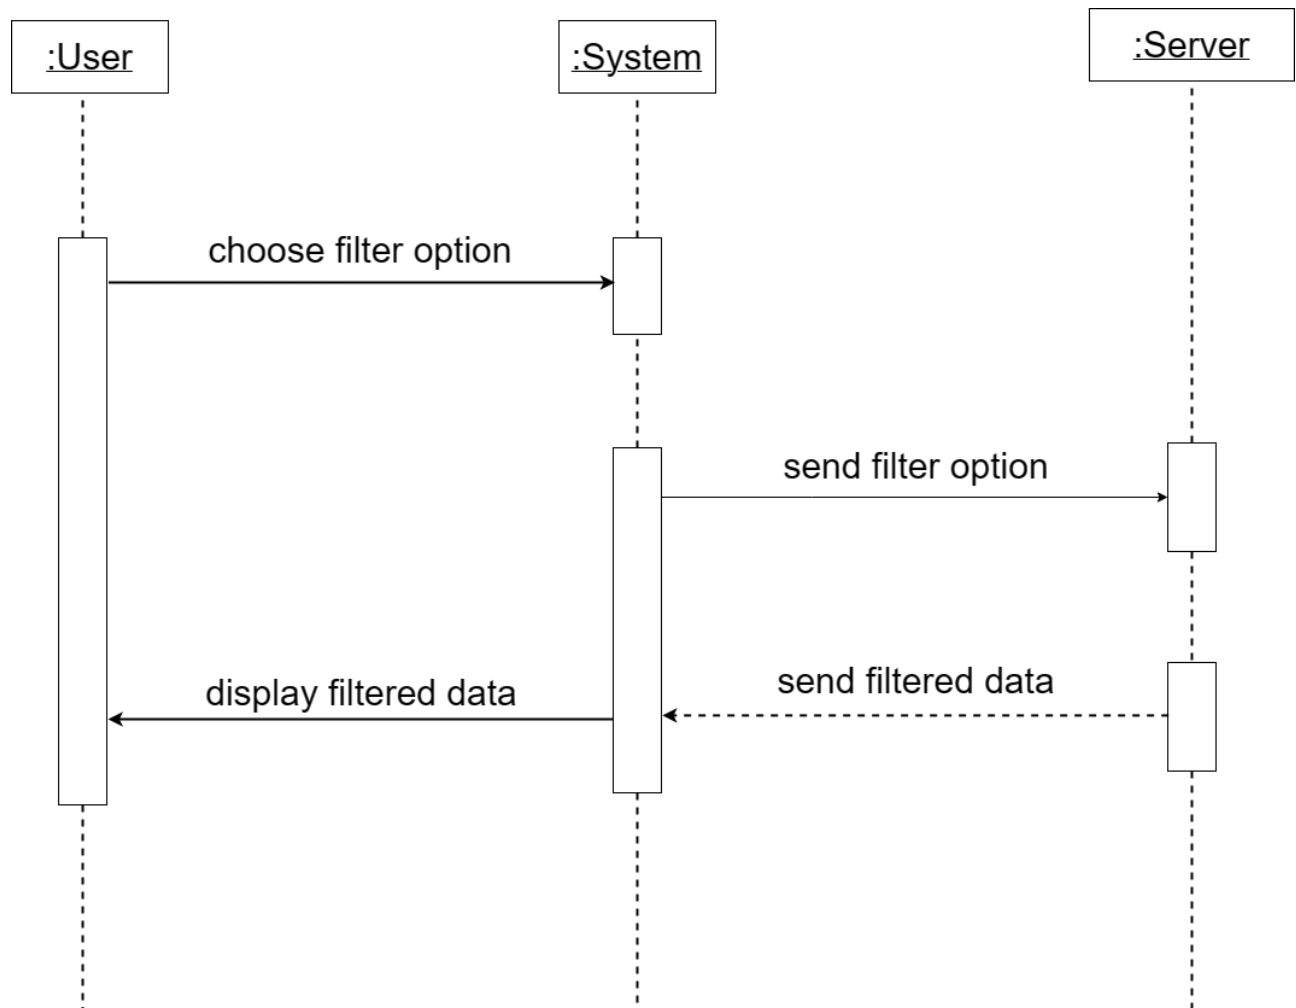 :User
:System
:Server
choose filter option
send filter option
send filtered data
display filtered data